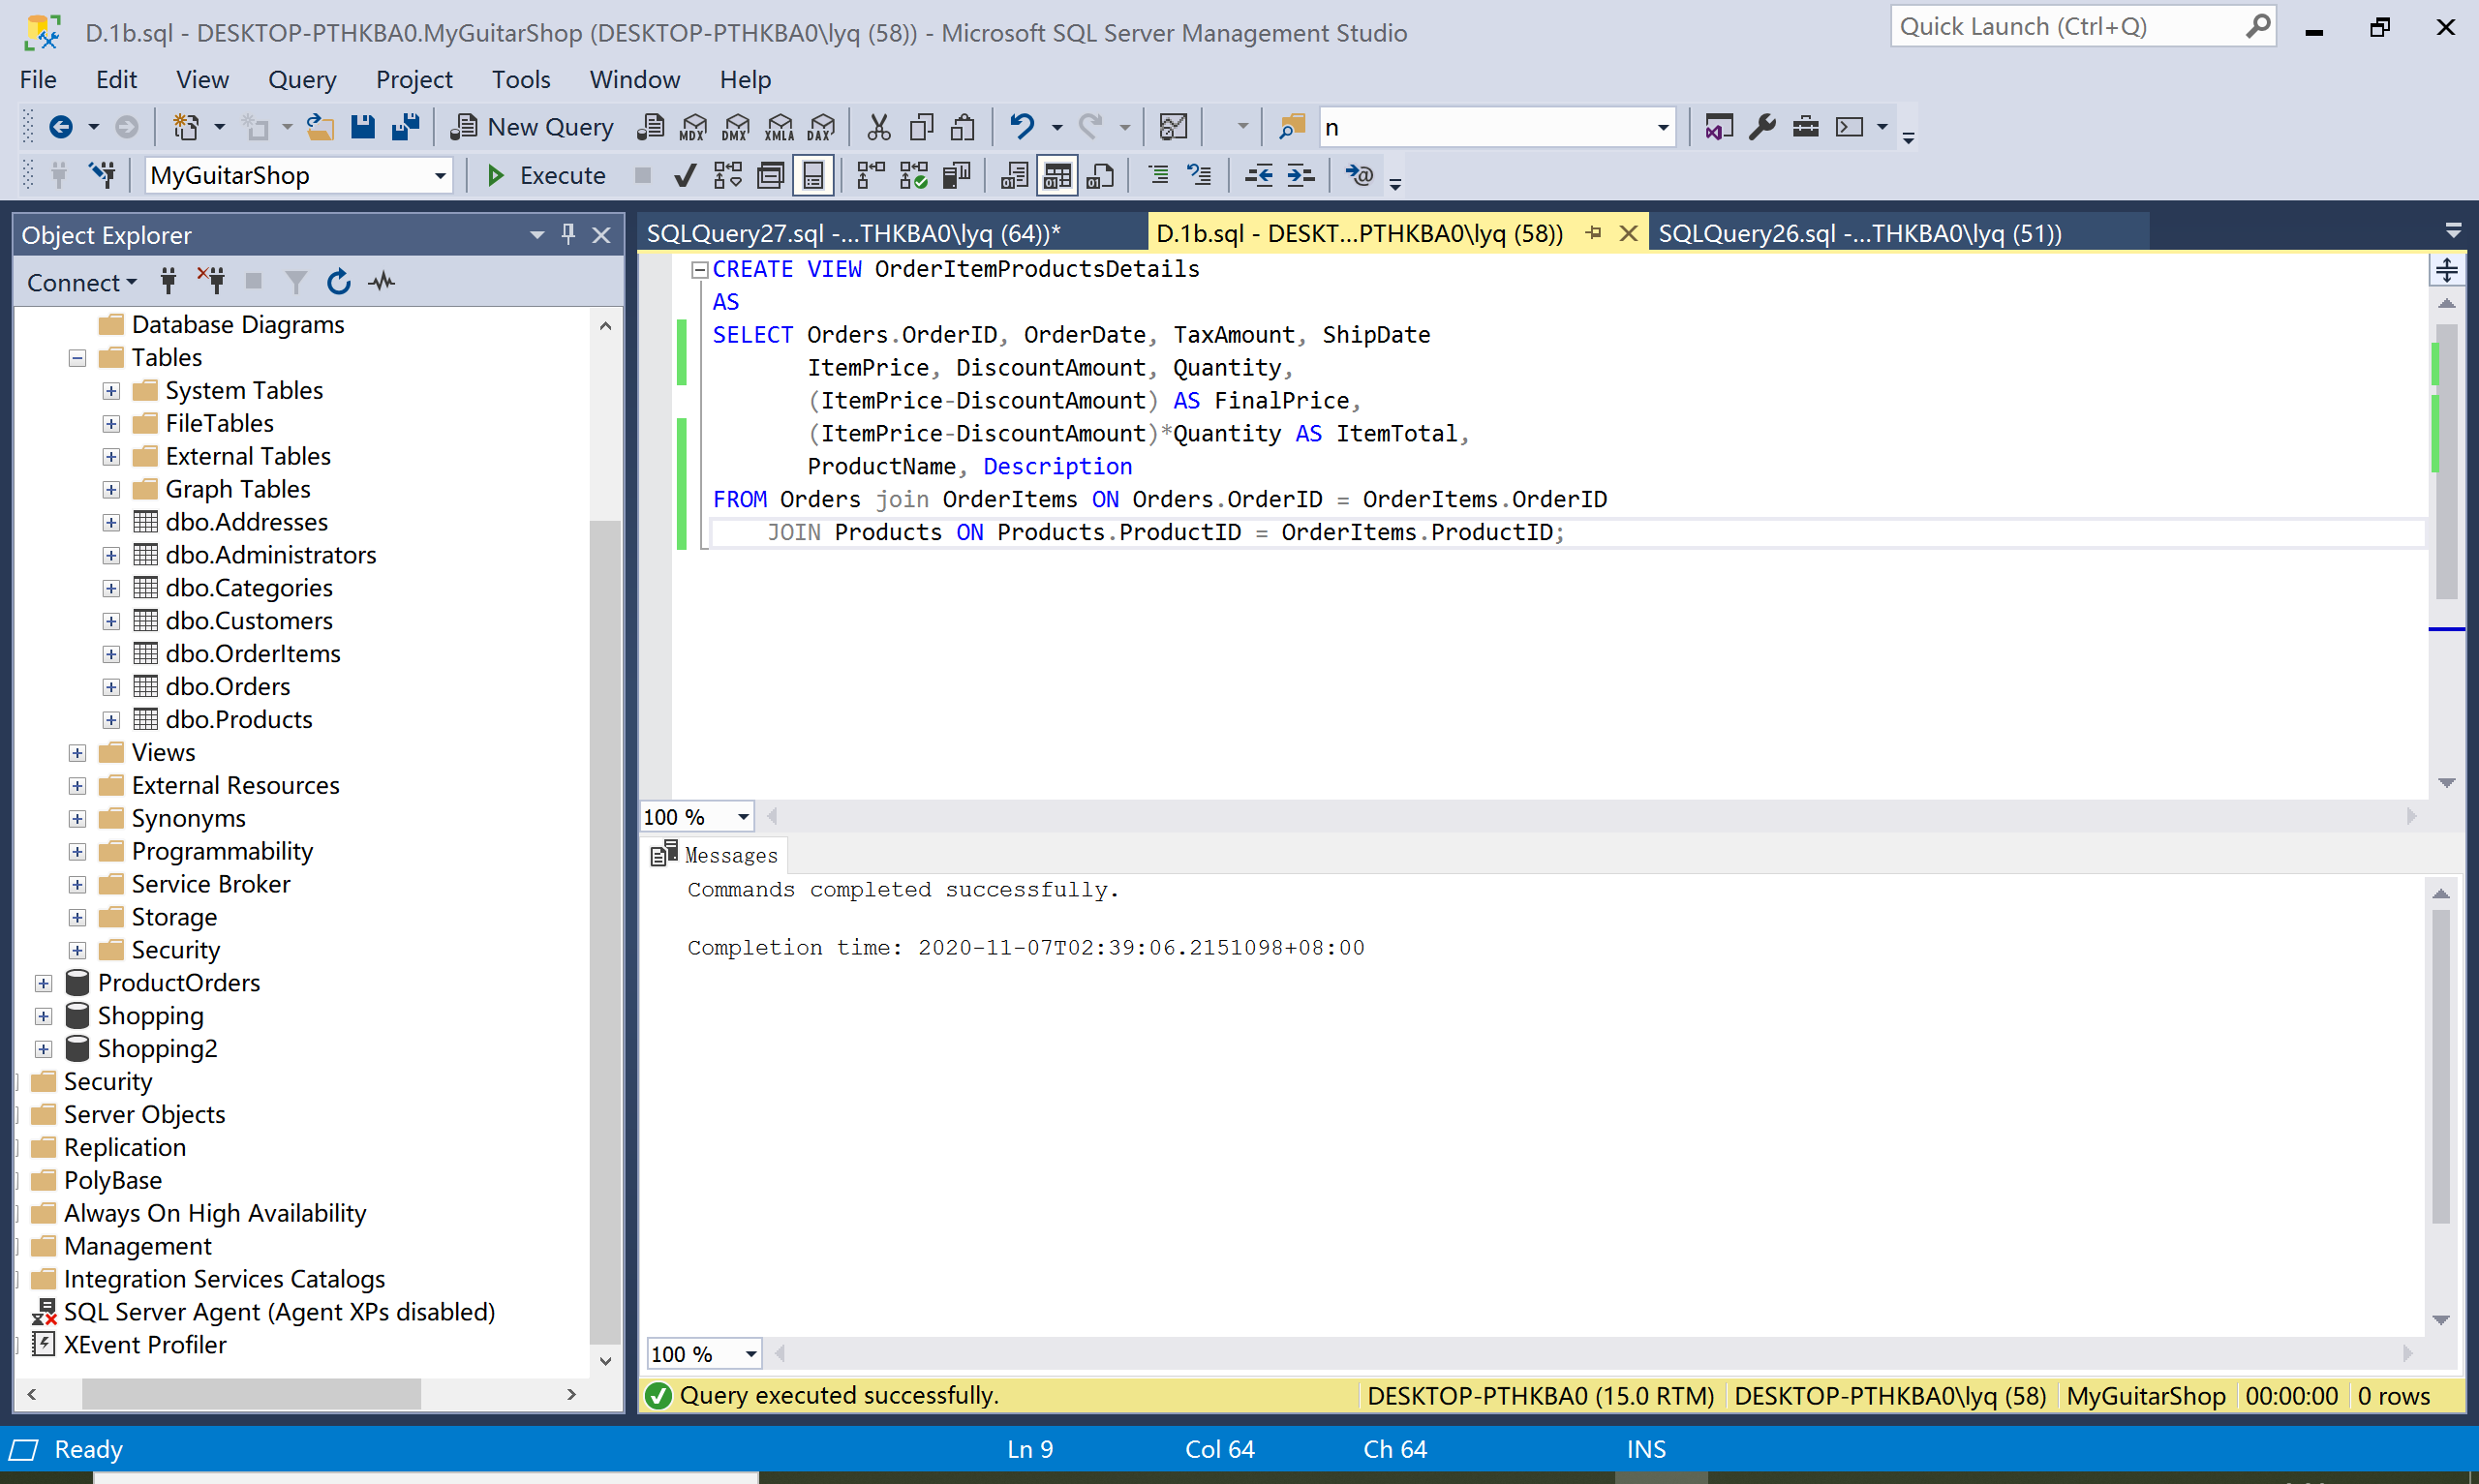 D.1b.sql - DESKTOP-PTHKBA0.MyGuitarShop (DESKTOP-PTHKBA0\lyq (58)) - Microsoft SQL Server Management Studio
Quick Launch (Ctrl+Q)
File Edit View Query Project Tools Window Help
New Query MDX DMX XMLA DAX n
MyGuitarShop Execute
Object Explorer
Connect
Database Diagrams
Tables
System Tables
FileTables
External Tables
Graph Tables
dbo.Addresses
dbo.Administrators
dbo.Categories
dbo.Customers
dbo.OrderItems
dbo.Orders
dbo.Products
Views
External Resources
Synonyms
Programmability
Service Broker
Storage
Security
ProductOrders
Shopping
Shopping2
Security
Server Objects
Replication
PolyBase
Always On High Availability
Management
Integration Services Catalogs
SQL Server Agent (Agent XPs disabled)
XEvent Profiler
SQLQuery27.sql -...THKBA0\lyq (64))* D.1b.sql - DESKT...PTHKBA0\lyq (58)) SQLQuery26.sql -...THKBA0\lyq (51))
CREATE VIEW OrderItemProductsDetails
AS
SELECT Orders.OrderID, OrderDate, TaxAmount, ShipDate
ItemPrice, DiscountAmount, Quantity,
(ItemPrice-DiscountAmount) AS FinalPrice,
(ItemPrice-DiscountAmount)*Quantity AS ItemTotal,
ProductName, Description
FROM Orders join OrderItems ON Orders.OrderID = OrderItems.OrderID
JOIN Products ON Products.ProductID = OrderItems.ProductID;
100 %
Messages
Commands completed successfully.
Completion time: 2020-11-07T02:39:06.2151098+08:00
100 %
Query executed successfully. DESKTOP-PTHKBA0 (15.0 RTM) DESKTOP-PTHKBA0\lyq (58) MyGuitarShop 00:00:00 0 rows
Ready Ln 9 Col 64 Ch 64 INS